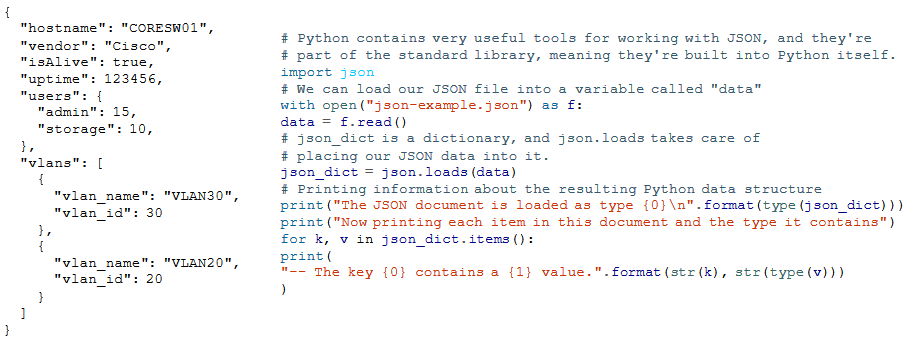 {
  "hostname": "CORESW01",
  "vendor": "Cisco",
  "isAlive": true,
  "uptime": 123456,
  "users": {
    "admin": 15,
    "storage": 10,
  },
  "vlans": [
    {
      "vlan_name": "VLAN30",
      "vlan_id": 30
    },
    {
      "vlan_name": "VLAN20",
      "vlan_id": 20
    }
  ]
}
# Python contains very useful tools for working with JSON, and they're
# part of the standard library, meaning they're built into Python itself.
import json
# We can load our JSON file into a variable called "data"
with open("json-example.json") as f:
data = f.read()
# json_dict is a dictionary, and json.loads takes care of
# placing our JSON data into it.
json_dict = json.loads(data)
# Printing information about the resulting Python data structure
print("The JSON document is loaded as type {0}\n".format(type(json_dict)))
print("Now printing each item in this document and the type it contains")
for k, v in json_dict.items():
print(
"-- The key {0} contains a {1} value.".format(str(k), str(type(v)))
)